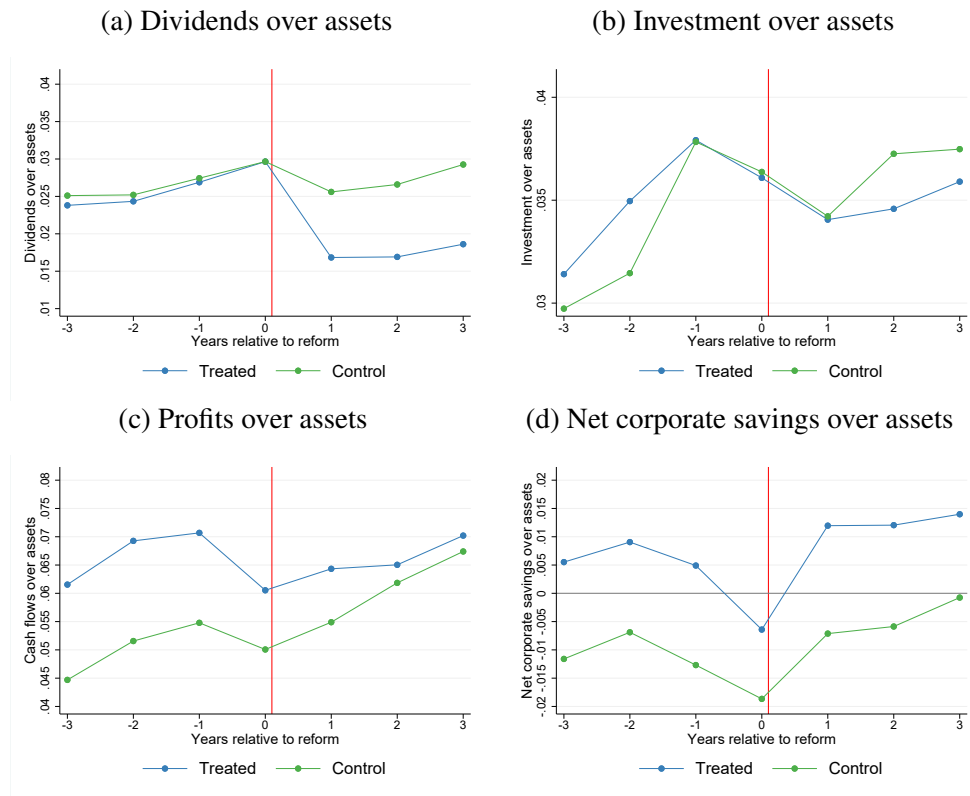 (a) Dividends over assets
Dividends over assets
.04
.035
.03
.025
.02
.015
.01
-3 -2 -1 0 1 2 3
Years relative to reform
Treated Control
(b) Investment over assets
Investment over assets
.04
.035
.03
-3 -2 -1 0 1 2 3
Years relative to reform
Treated Control
(c) Profits over assets
Cash flows over assets
.08
.075
.07
.065
.06
.055
.05
.045
.04
-3 -2 -1 0 1 2 3
Years relative to reform
Treated Control
(d) Net corporate savings over assets
Net corporate savings over assets
.02
.015
.01
.005
0
-.005
-.01
-.015
-.02
-3 -2 -1 0 1 2 3
Years relative to reform
Treated Control